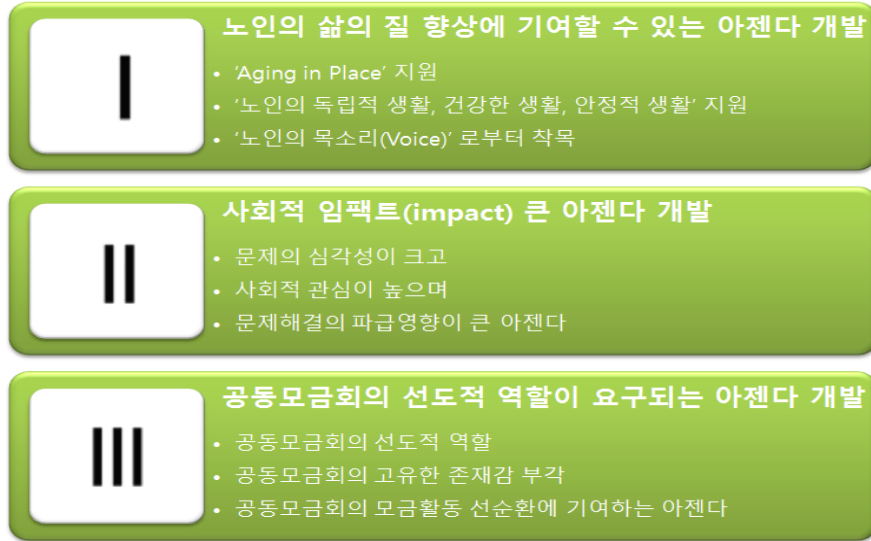 I
노인의 삶의 질 향상에 기여할 수 있는 아젠다 개발
• ‘Aging in Place’ 지원
• ‘노인의 독립적 생활, 건강한 생활, 안정적 생활’ 지원
• ‘노인의 목소리(Voice)’ 로부터 착목
II
사회적 임팩트(impact) 큰 아젠다 개발
• 문제의 심각성이 크고
• 사회적 관심이 높으며
• 문제해결의 파급영향이 큰 아젠다
III
공동모금회의 선도적 역할이 요구되는 아젠다 개발
• 공동모금회의 선도적 역할
• 공동모금회의 고유한 존재감 부각
• 공동모금회의 모금활동 선순환에 기여하는 아젠다